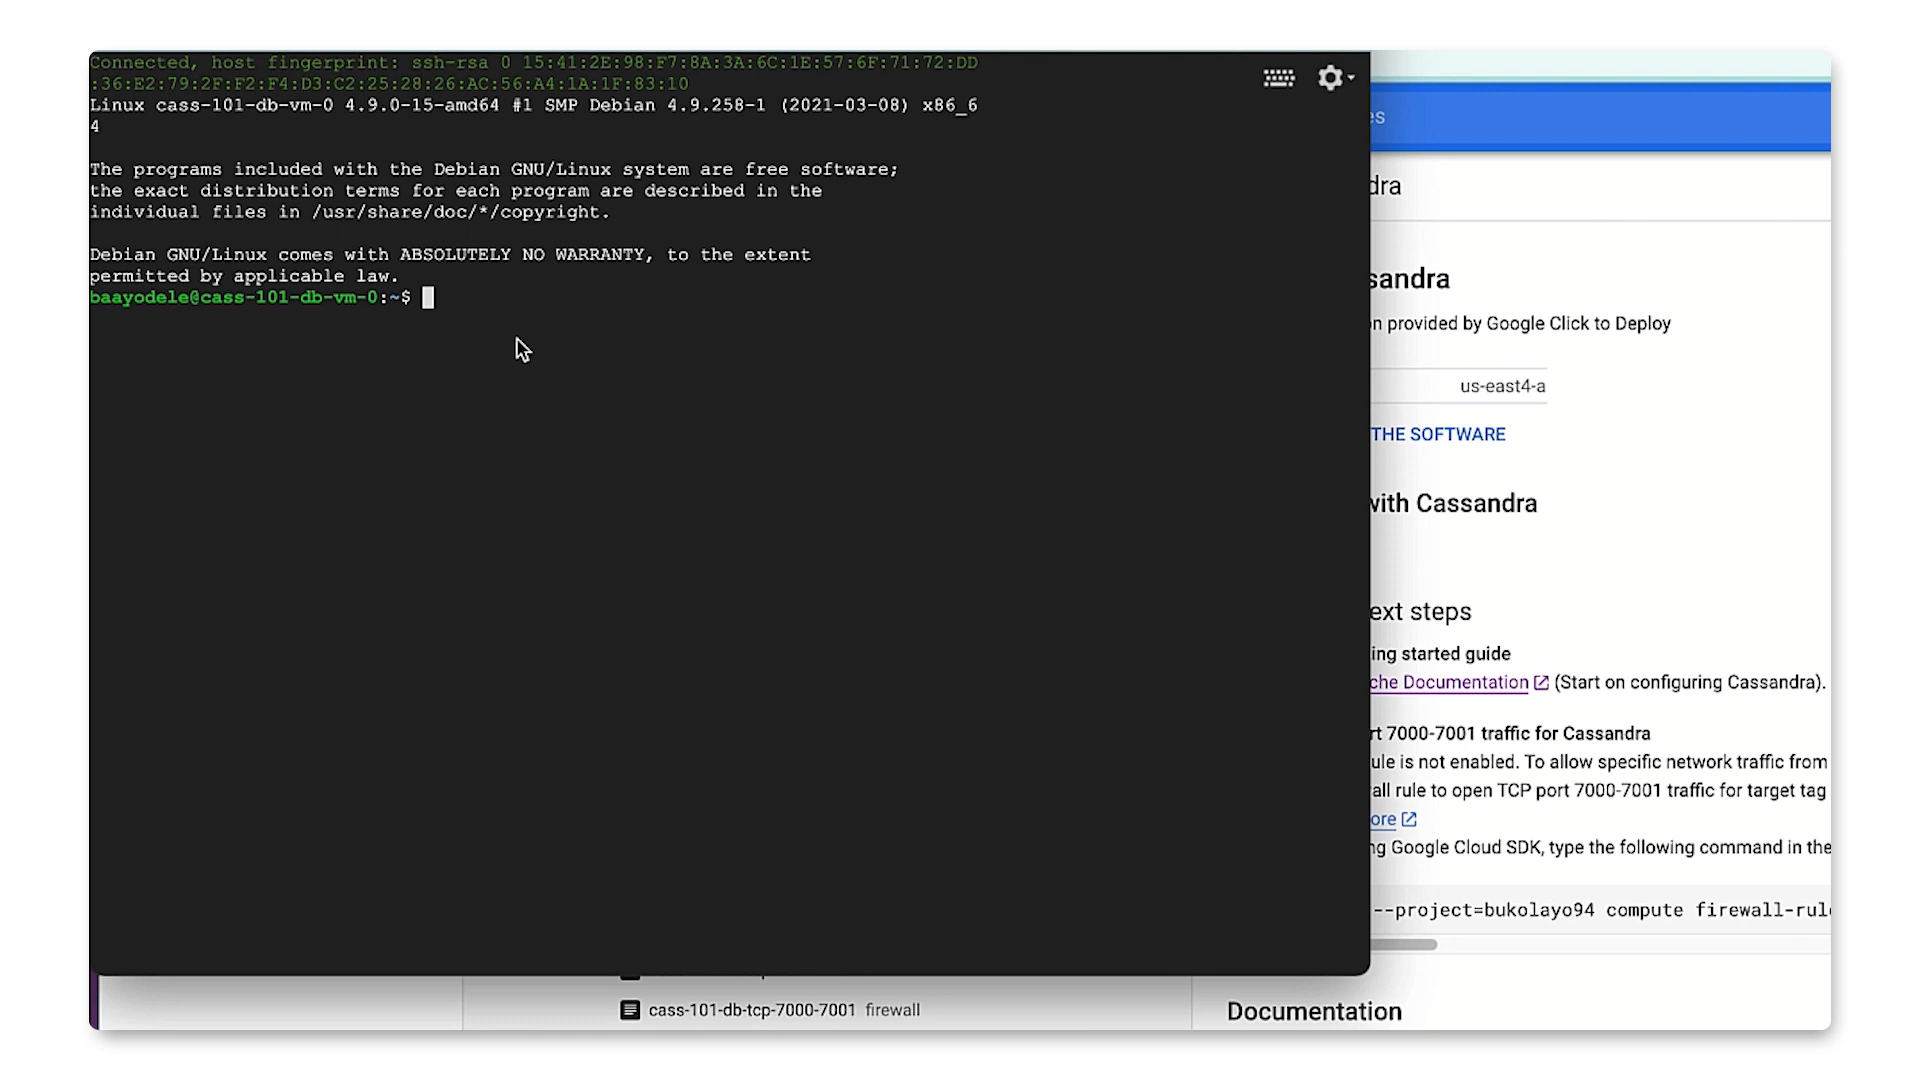 Connected, host fingerprint: ssh-rsa 0 15:41:2E:98:F7:8A:3A:6C:1E:57:6F:71:72:DD
:36:E2:79:2F:F2:F4:D3:C2:25:28:26:AC:56:A4:1A:1F:83:10
Linux cass-101-db-vm-0 4.9.0-15-amd64 #1 SMP Debian 4.9.258-1 (2021-03-08) x86_6
4
The programs included with the Debian GNU/Linux system are free software;
the exact distribution terms for each program are described in the
individual files in /usr/share/doc/*/copyright.
Debian GNU/Linux comes with ABSOLUTELY NO WARRANTY, to the extent
permitted by applicable law.
baayodele@cass-101-db-vm-0:~$
es
dra
sandra
n provided by Google Click to Deploy
us-east4-a
THE SOFTWARE
with Cassandra
ext steps
ing started guide
che Documentation (Start on configuring Cassandra).
rt 7000-7001 traffic for Cassandra
ule is not enabled. To allow specific network traffic from
all rule to open TCP port 7000-7001 traffic for target tag
ore
ng Google Cloud SDK, type the following command in the
--project=bukolayo94 compute firewall-rul
cass-101-db-tcp-7000-7001 firewall
Documentation